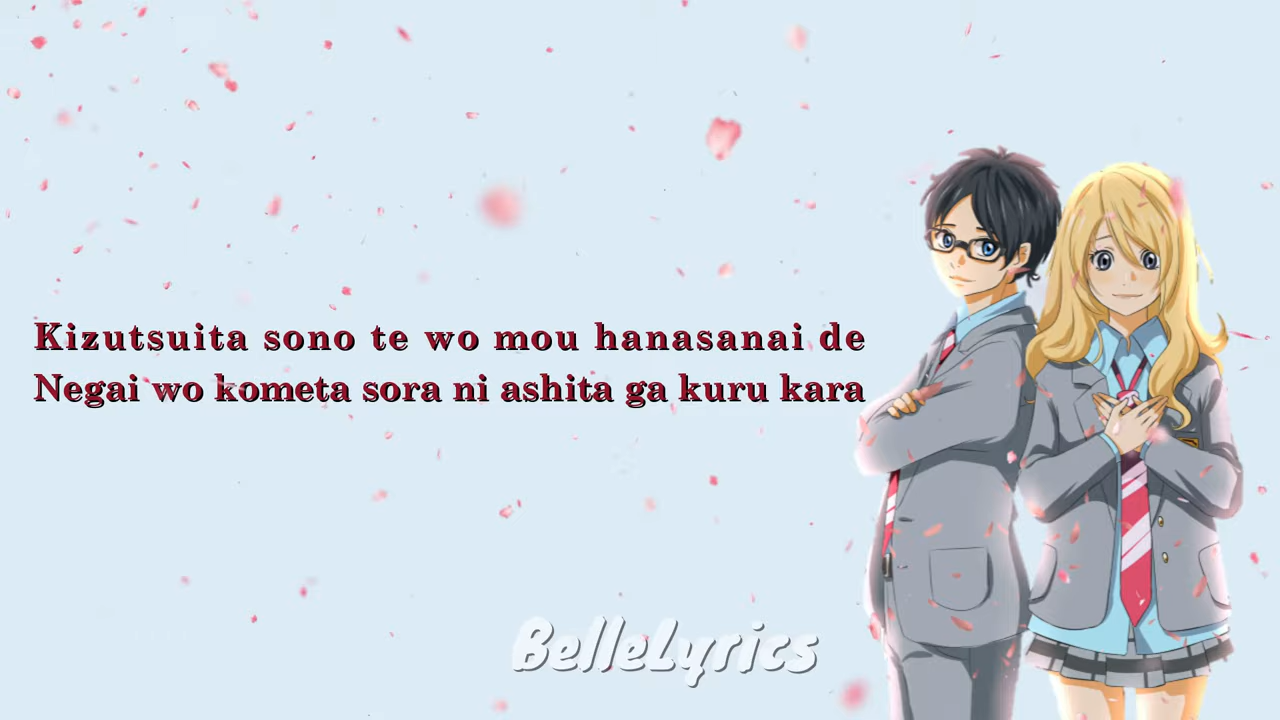 Kizutsuita sono te wo mou hanasanai de
Negai wo kometa sora ni ashita ga kuru kara
BelleLyrics